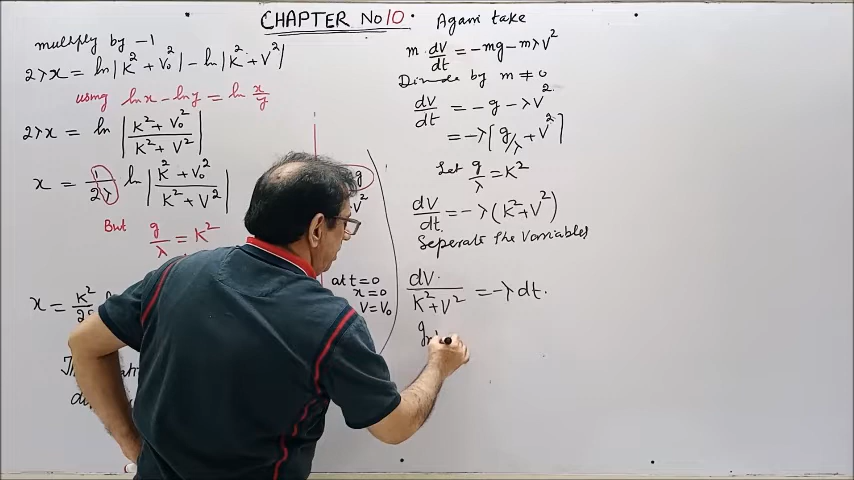 CHAPTER No 10.
multiply by -1
2λx = ln|K² + V₀²| - ln|K² + V²|
using lnx - lny = ln x/y
2λx = ln |K² + V₀² / K² + V²|
x = 1/2λ ln |K² + V₀² / K² + V²|
But g/λ = K²
x = K²/2g
at t = 0
x = 0
V = V₀
Again take
m dV/dt = -mg - mλV²
Divide by m ≠ 0
dV/dt = -g - λV²
= -λ[g/λ + V²]
Let g/λ = K²
dV/dt = -λ(K² + V²)
Seperate the Variables
dV/K² + V² = -λ dt.